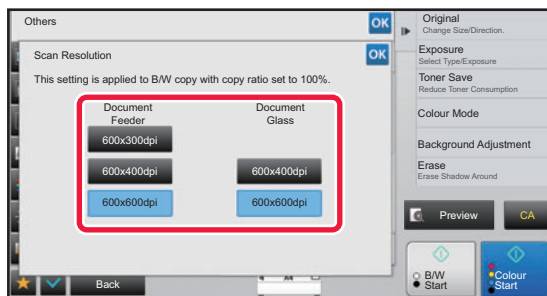 Others
OK
Scan Resolution
OK
This setting is applied to B/W copy with copy ratio set to 100%.
Document
Feeder
Document
Glass
600x300dpi
600x400dpi
600x400dpi
600x600dpi
600x600dpi
Back
A4
Original
Change Size/Direction.
Exposure
Select Type/Exposure
Toner Save
Reduce Toner Consumption
Colour Mode
Background Adjustment
Erase
Erase Shadow Around
Preview
CA
B/W
Start
Colour
Start